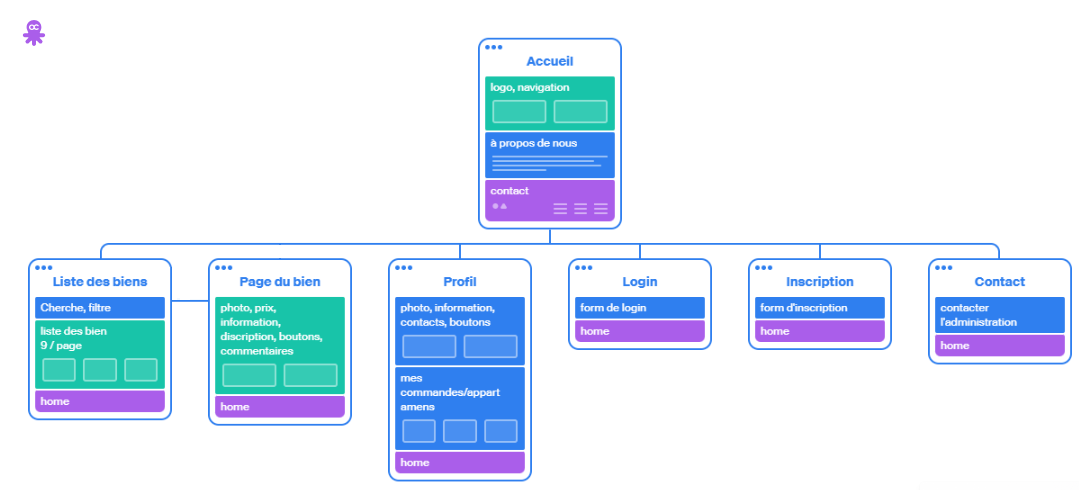 Accueil
logo, navigation
à propos de nous
contact
Liste des biens
Cherche, filtre
liste des bien
9 / page
home
Page du bien
photo, prix,
information,
discription, boutons,
commentaires
home
Profil
photo, information,
contacts, boutons
mes
commandes/appart
amens
home
Login
form de login
home
Inscription
form d'inscription
home
Contact
contacter
l'administration
home